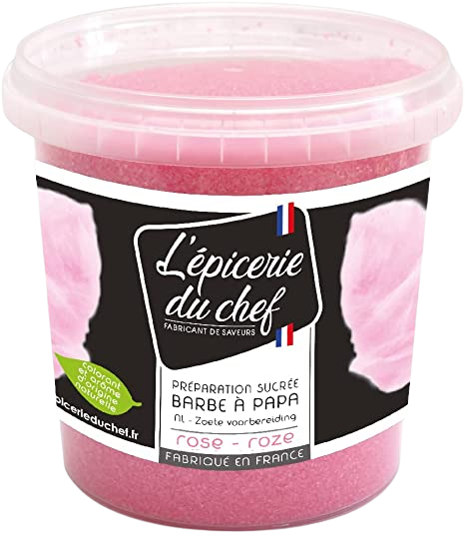 L'épicerie
du chef
FABRICANT DE SAVEURS
PRÉPARATION SUCRÉE
BARBE À PAPA
NL - Zoete voorbereiding
rose - roze
FABRIQUÉ EN FRANCE
colorant
et arôme
d'origine
naturelle
picerieduchef.fr